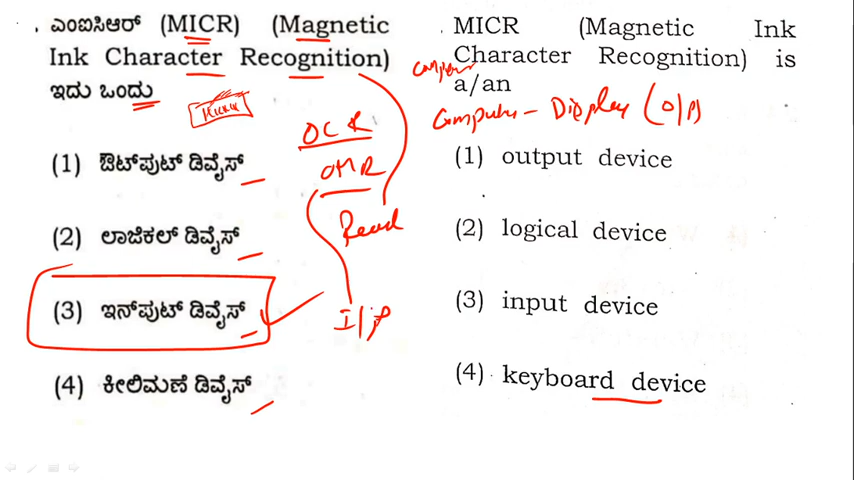 . ಎಂಐಸಿಆರ್ (MICR) (Magnetic
Ink Character Recognition)
ಇದು ಒಂದು
OCR
OMR
Read
I/P
(1) ಔಟ್‌ಪುಟ್ ಡಿವೈಸ್
(2) ಲಾಜಿಕಲ್ ಡಿವೈಸ್
(3) ಇನ್‌ಪುಟ್ ಡಿವೈಸ್
(4) ಕೀಲಿಮಣೆ ಡಿವೈಸ್
MICR (Magnetic Ink
Character Recognition) is
a/an
Computer - Display (O/P)
(1) output device
(2) logical device
(3) input device
(4) keyboard device